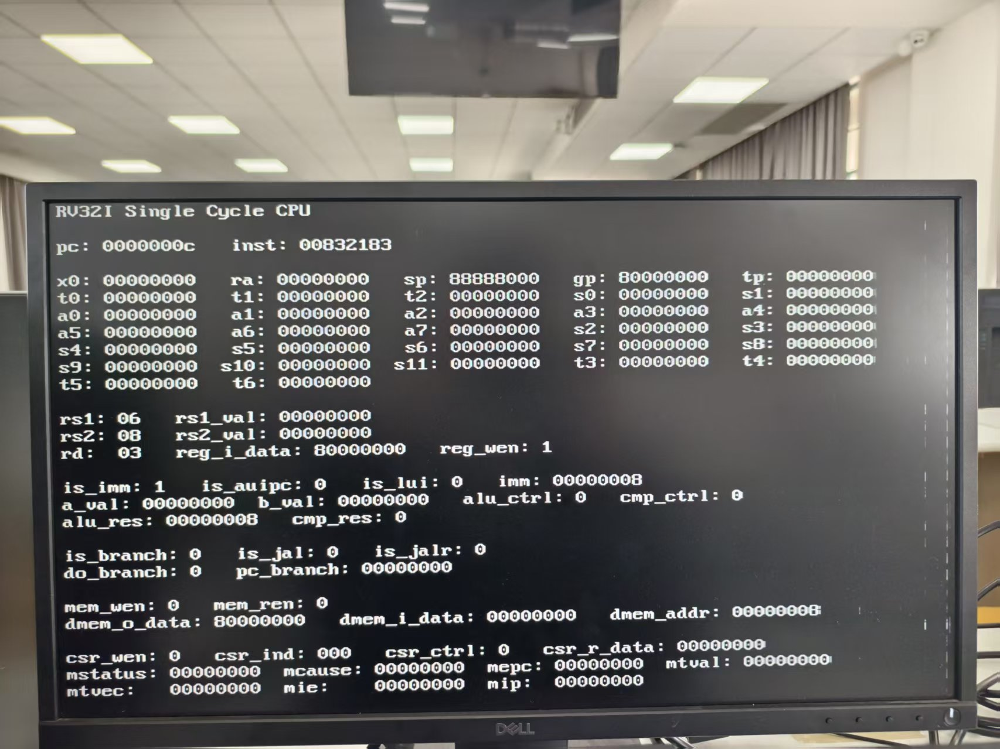 RV32I Single Cycle CPU
pc: 0000000c inst: 00832183
x0: 00000000 ra: 00000000 sp: 88888000 gp: 80000000 tp: 00000000
t0: 00000000 t1: 00000000 t2: 00000000 s0: 00000000 s1: 00000000
a0: 00000000 a1: 00000000 a2: 00000000 a3: 00000000 a4: 00000000
a5: 00000000 a6: 00000000 a7: 00000000 s2: 00000000 s3: 00000000
s4: 00000000 s5: 00000000 s6: 00000000 s7: 00000000 s8: 00000000
s9: 00000000 s10: 00000000 s11: 00000000 t3: 00000000 t4: 00000000
t5: 00000000 t6: 00000000
rs1: 06 rs1_val: 00000000
rs2: 08 rs2_val: 00000000
rd: 03 reg_i_data: 80000000 reg_wen: 1
is_imm: 1 is_auipc: 0 is_lui: 0 imm: 00000008
a_val: 00000000 b_val: 00000000 alu_ctrl: 0 cmp_ctrl: 0
alu_res: 00000008 cmp_res: 0
is_branch: 0 is_jal: 0 is_jalr: 0
do_branch: 0 pc_branch: 00000000
mem_wen: 0 mem_ren: 0
dmem_o_data: 80000000 dmem_i_data: 00000000 dmem_addr: 00000008
csr_wen: 0 csr_ind: 000 csr_ctrl: 0 csr_r_data: 00000000
mstatus: 00000000 mcause: 00000000 mepc: 00000000 mtval: 00000000
mtvec: 00000000 mie: 00000000 mip: 00000000
DELL